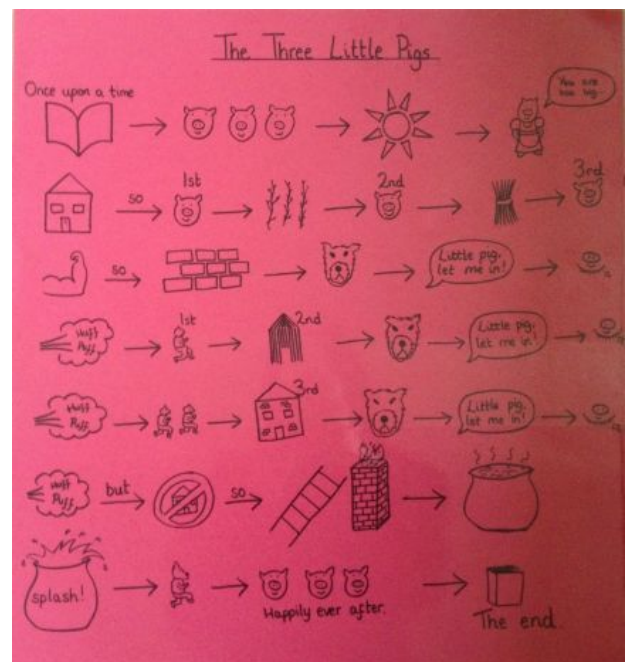 The Three Little Pigs
Once upon a time
You are
too big
so 1st 2nd 3rd
so Little pig,
let me in!
Huff
Puff 1st 2nd Little pig,
let me in!
Huff
Puff 3rd Little pig,
let me in!
Huff
Puff but so
splash!
Happily ever after.
The end